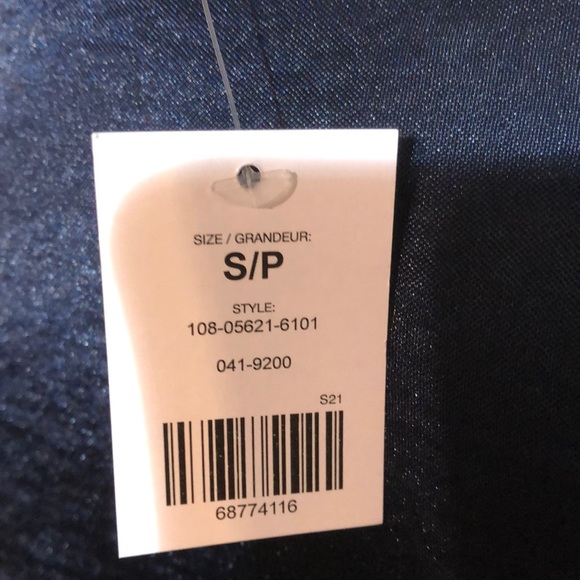 SIZE / GRANDEUR:
S/P
STYLE:
108-05621-6101
041-9200
S21
68774116